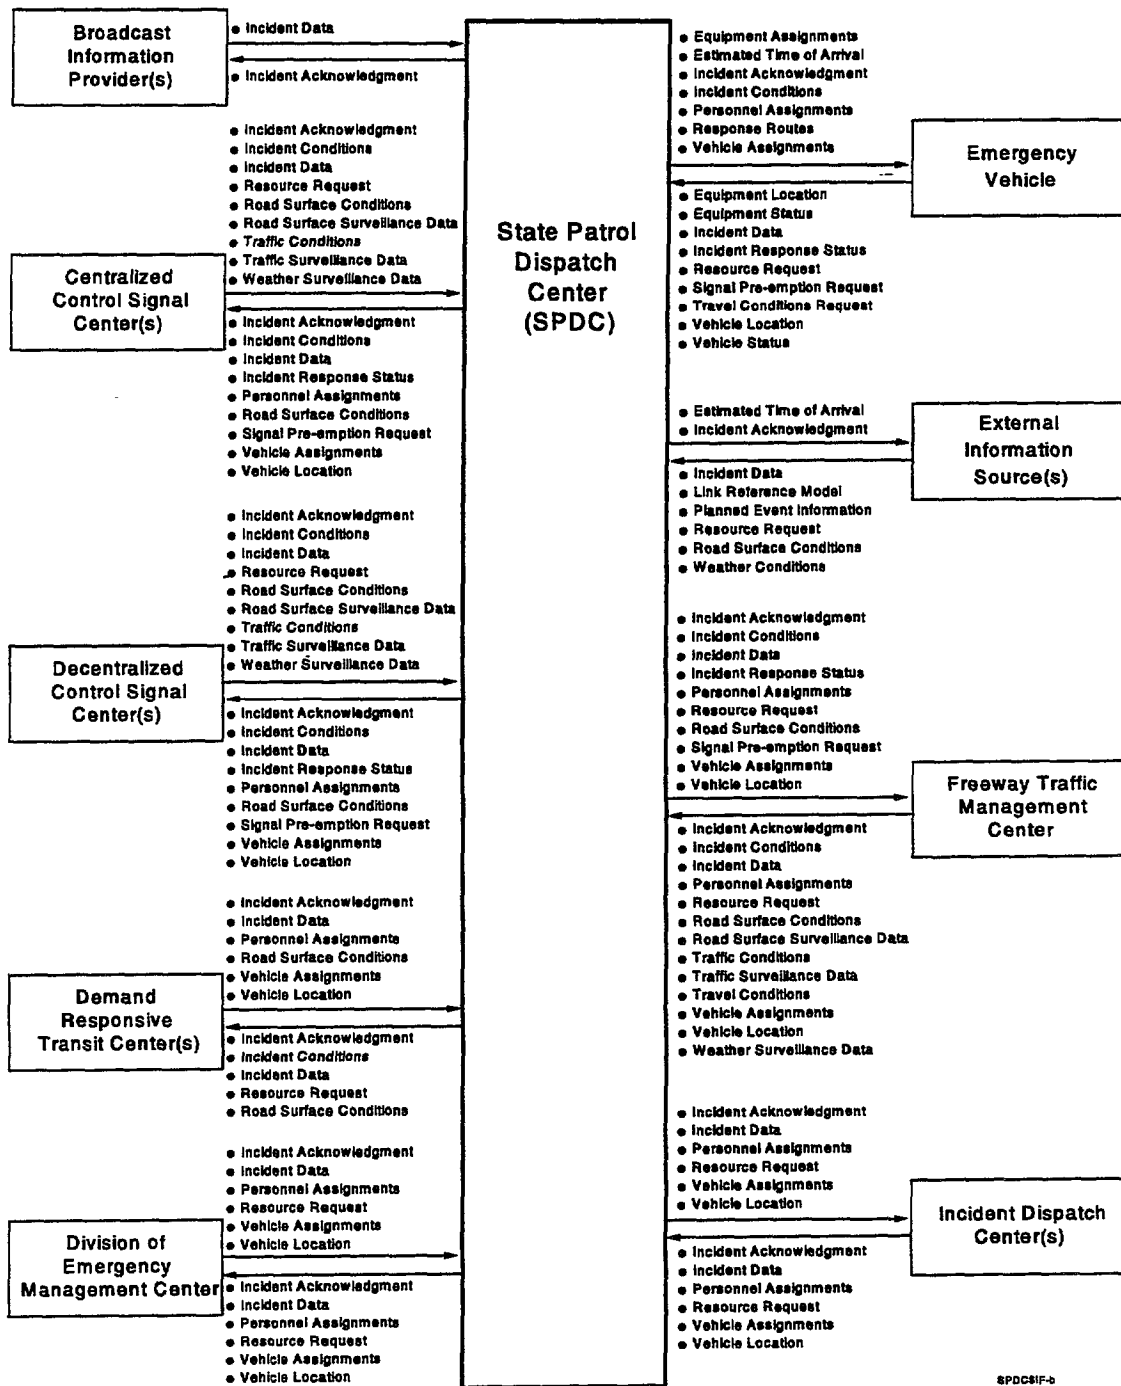 Broadcast
Information
Provider(s)
• Incident Data
• Incident Acknowledgment
• Incident Acknowledgment
• Incident Conditions
• Incident Data
• Resource Request
• Road Surface Conditions
• Road Surface Surveillance Data
• Traffic Conditions
• Traffic Surveillance Data
• Weather Surveillance Data
Centralized
Control Signal
Center(s)
• Incident Acknowledgment
• Incident Conditions
• Incident Data
• Incident Response Status
• Personnel Assignments
• Road Surface Conditions
• Signal Pre-emption Request
• Vehicle Assignments
• Vehicle Location
• Incident Acknowledgment
• Incident Conditions
• Incident Data
• Resource Request
• Road Surface Conditions
• Road Surface Surveillance Data
• Traffic Conditions
• Traffic Surveillance Data
• Weather Surveillance Data
Decentralized
Control Signal
Center(s)
• Incident Acknowledgment
• Incident Conditions
• Incident Data
• Incident Response Status
• Personnel Assignments
• Road Surface Conditions
• Signal Pre-emption Request
• Vehicle Assignments
• Vehicle Location
• Incident Acknowledgment
• Incident Data
• Personnel Assignments
• Road Surface Conditions
• Vehicle Assignments
• Vehicle Location
Demand
Responsive
Transit Center(s)
• Incident Acknowledgment
• Incident Conditions
• Incident Data
• Resource Request
• Road Surface Conditions
• Incident Acknowledgment
• Incident Data
• Personnel Assignments
• Resource Request
• Vehicle Assignments
• Vehicle Location
Division of
Emergency
Management Center
• Incident Acknowledgment
• Incident Data
• Personnel Assignments
• Resource Request
• Vehicle Assignments
• Vehicle Location
State Patrol
Dispatch
Center
(SPDC)
• Equipment Assignments
• Estimated Time of Arrival
• Incident Acknowledgment
• Incident Conditions
• Personnel Assignments
• Response Routes
• Vehicle Assignments
Emergency
Vehicle
• Equipment Location
• Equipment Status
• Incident Data
• Incident Response Status
• Resource Request
• Signal Pre-emption Request
• Travel Conditions Request
• Vehicle Location
• Vehicle Status
• Estimated Time of Arrival
• Incident Acknowledgment
External
Information
Source(s)
• Incident Data
• Link Reference Model
• Planned Event Information
• Resource Request
• Road Surface Conditions
• Weather Conditions
• Incident Acknowledgment
• Incident Conditions
• Incident Data
• Incident Response Status
• Personnel Assignments
• Resource Request
• Road Surface Conditions
• Signal Pre-emption Request
• Vehicle Assignments
• Vehicle Location
Freeway Traffic
Management
Center
• Incident Acknowledgment
• Incident Conditions
• Incident Data
• Personnel Assignments
• Resource Request
• Road Surface Conditions
• Road Surface Surveillance Data
• Traffic Conditions
• Traffic Surveillance Data
• Travel Conditions
• Vehicle Assignments
• Vehicle Location
• Weather Surveillance Data
• Incident Acknowledgment
• Incident Data
• Personnel Assignments
• Resource Request
• Vehicle Assignments
• Vehicle Location
Incident Dispatch
Center(s)
• Incident Acknowledgment
• Incident Data
• Personnel Assignments
• Resource Request
• Vehicle Assignments
• Vehicle Location
SPDCSIF-b